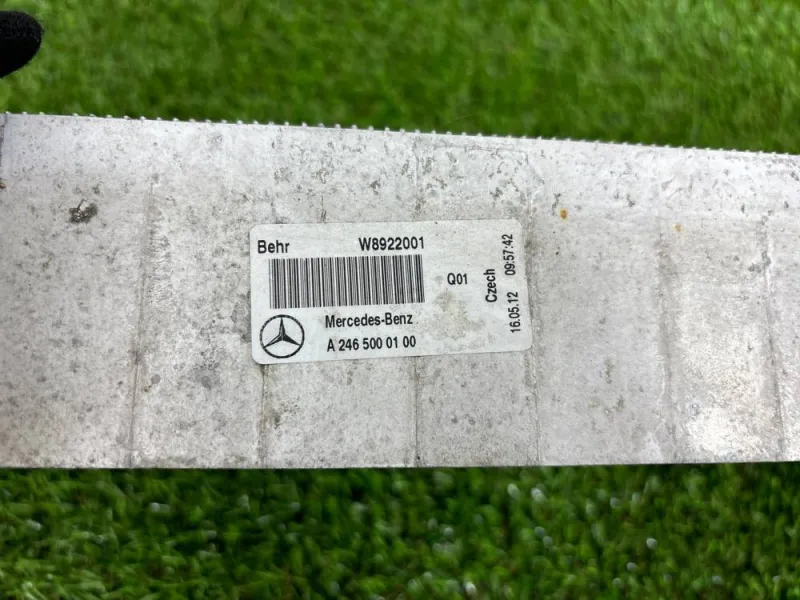 Behr W8922001
Q01
Mercedes-Benz
A 246 500 01 00
Czech
16.05.12 09:57:42